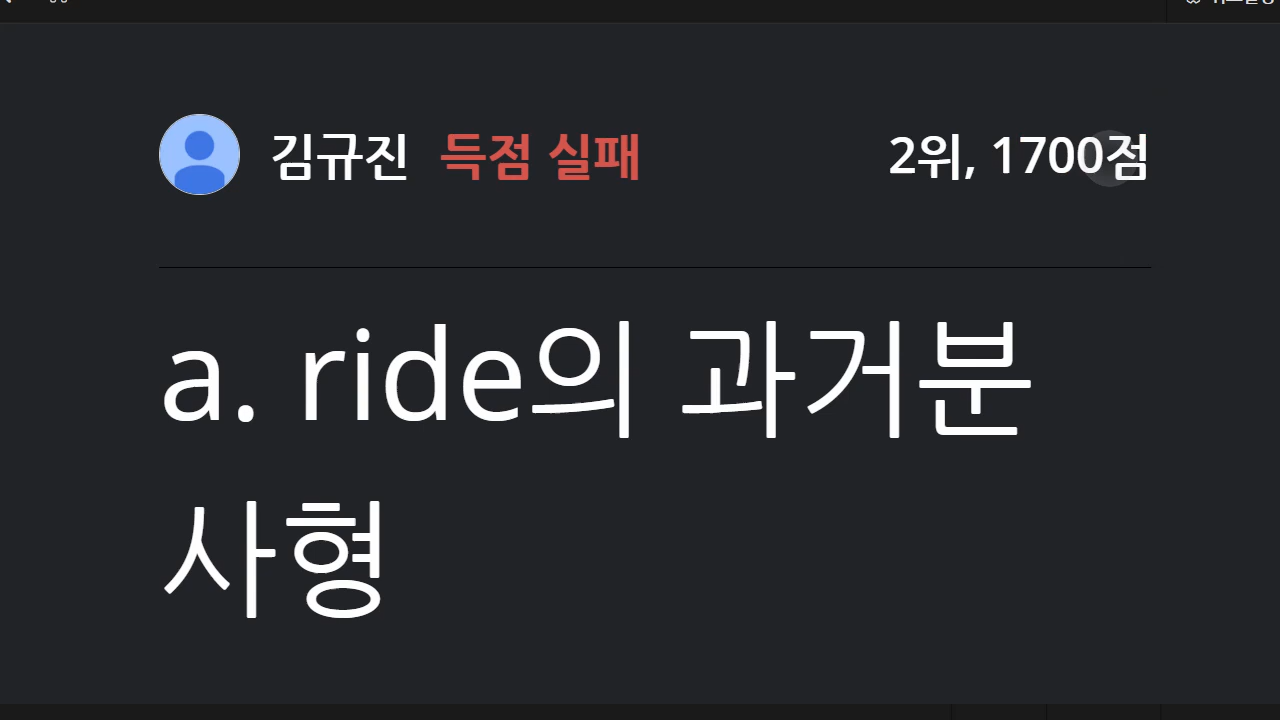 김규진 득점 실패 2위, 1700점
a. ride의 과거분
사형